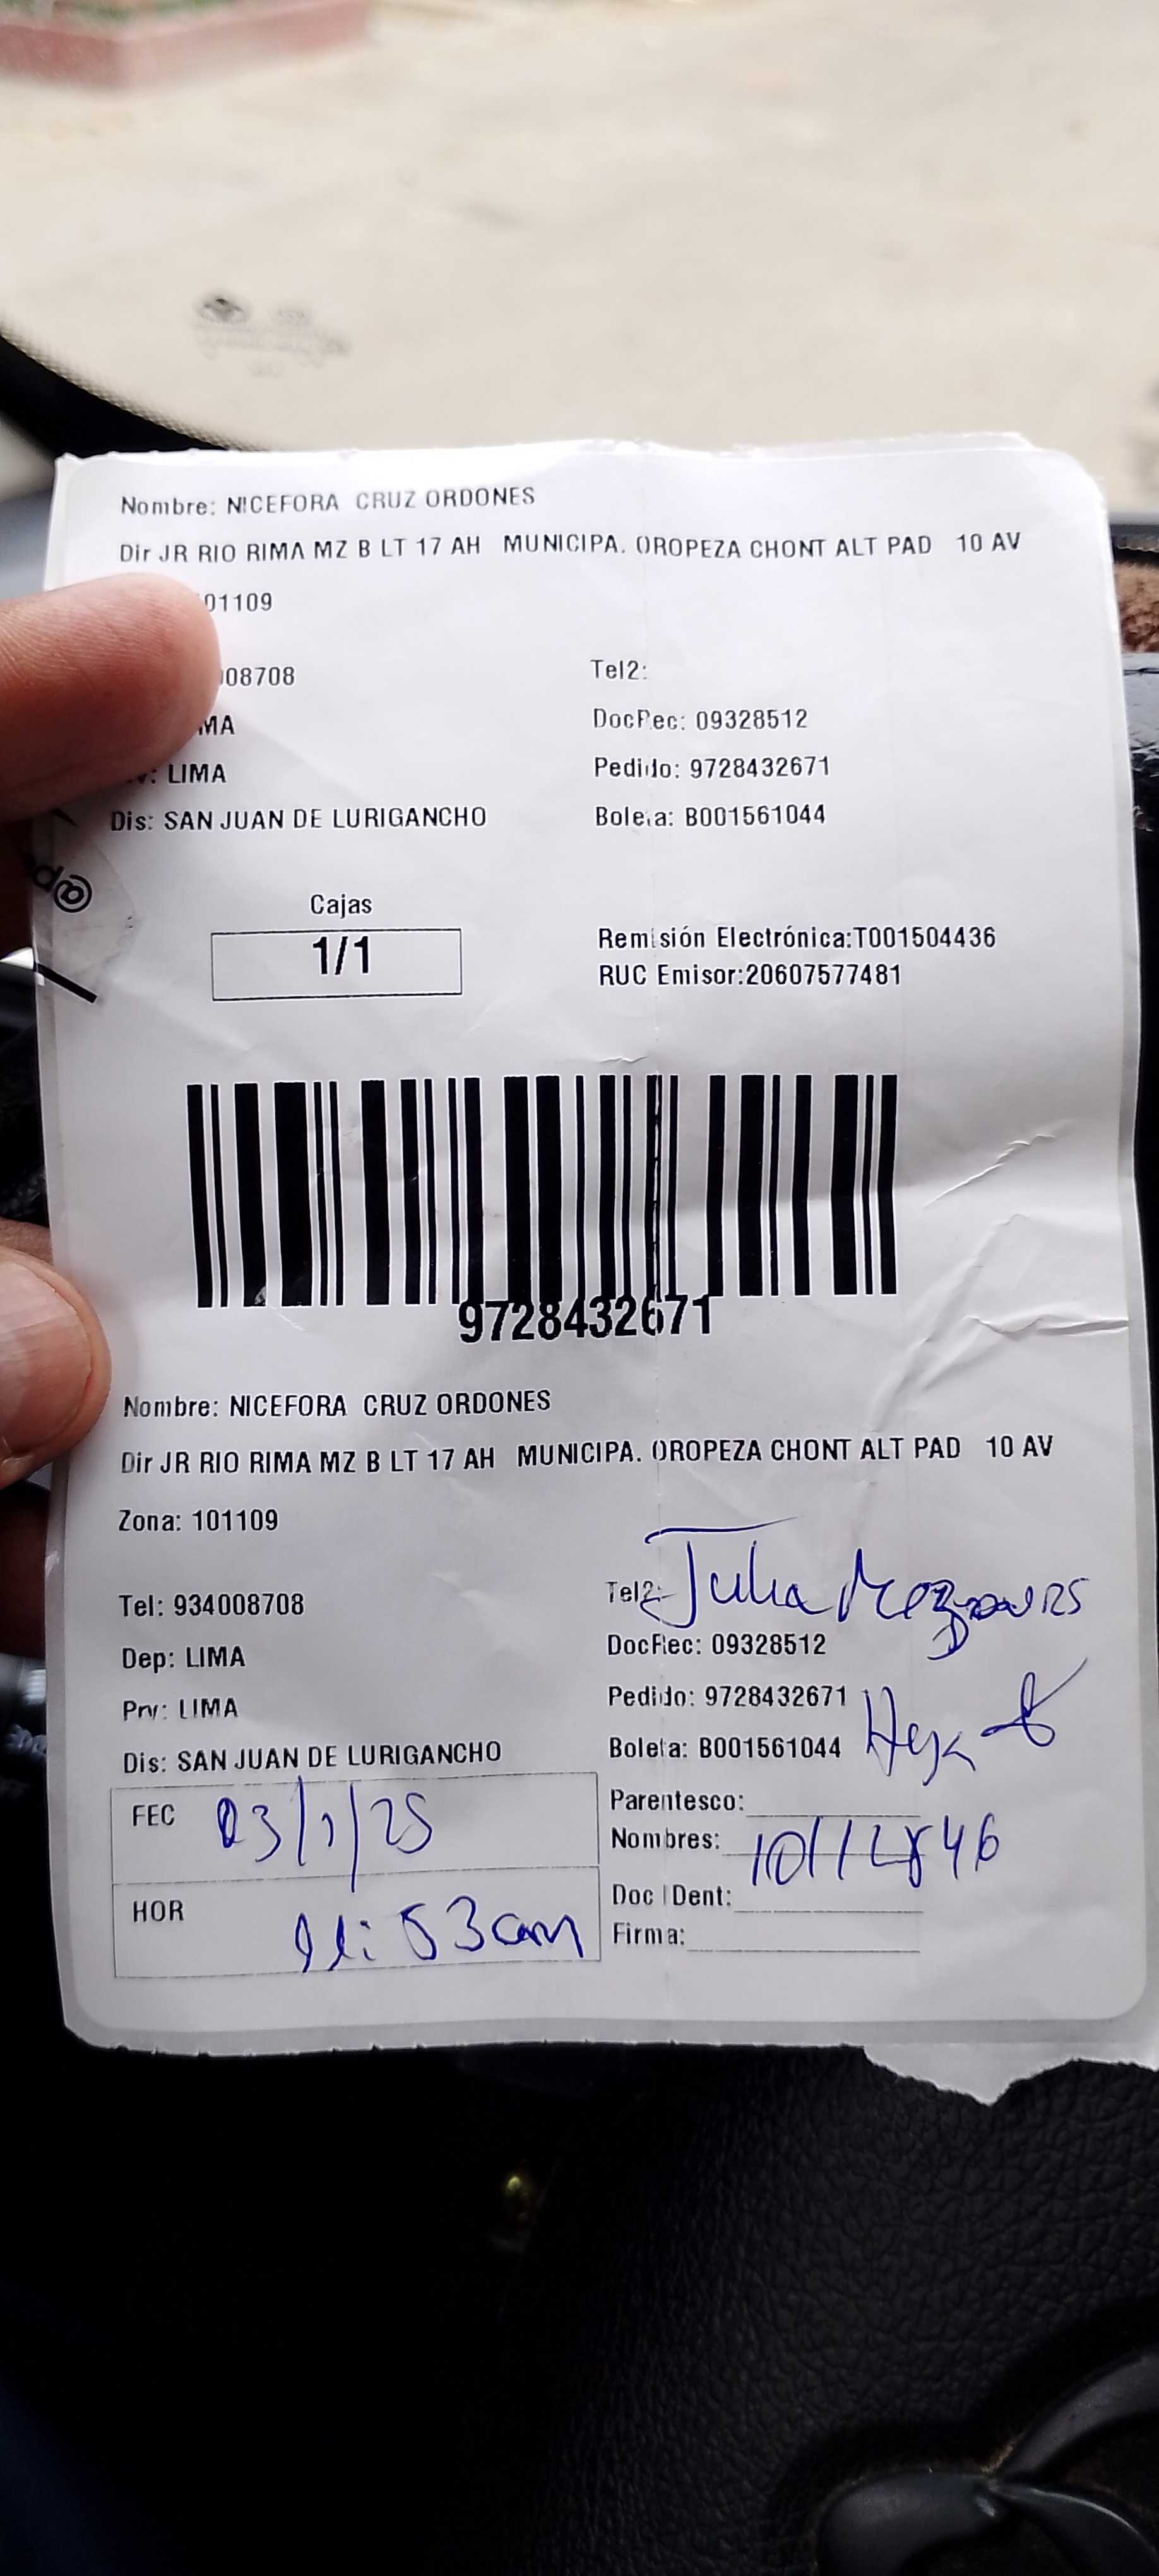 Nombre: NICEFORA CRUZ ORDONES
Dir JR RIO RIMA MZ B LT 17 AH MUNICIPA. OROPEZA CHONT ALT PAD 10 AV
01109
08708 Tel2:
MA DocRec: 09328512
: LIMA Pedido: 9728432671
Dis: SAN JUAN DE LURIGANCHO Boleta: B001561044
Cajas
1/1
Remisión Electrónica:T001504436
RUC Emisor:20607577481
9728432671
Nombre: NICEFORA CRUZ ORDONES
Dir JR RIO RIMA MZ B LT 17 AH MUNICIPA. OROPEZA CHONT ALT PAD 10 AV
Zona: 101109
Tel: 934008708 Tel2: Julia
Dep: LIMA DocRec: 09328512
Prv: LIMA Pedido: 9728432671
Dis: SAN JUAN DE LURIGANCHO Boleta: B001561044
FEC 03/1/25 Parentesco:
Nombres:
HOR 11:53am Doc IDent:
Firma: